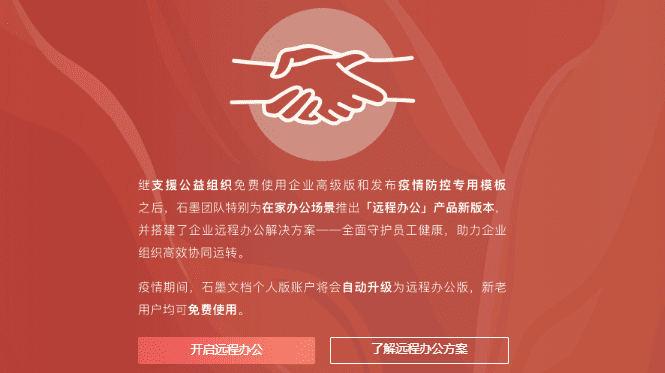 继支援公益组织免费使用企业高级版和发布疫情防控专用模板
之后，石墨团队特别为在家办公场景推出「远程办公」产品新版本，
并搭建了企业远程办公解决方案——全面守护员工健康，助力企业
组织高效协同运转。
疫情期间，石墨文档个人版账户将会自动升级为远程办公版，新老
用户均可免费使用。
开启远程办公
了解远程办公方案